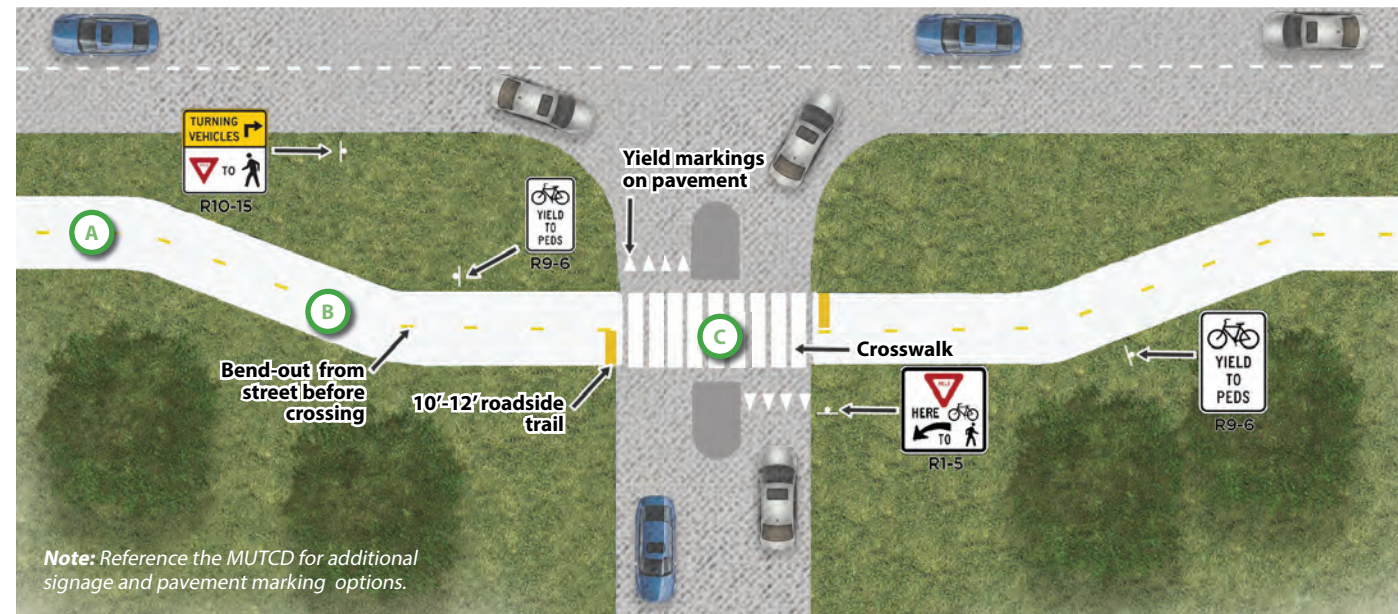 TURNING
VEHICLES
TO
R10-15
YIELD
TO
PEDS
R9-6
Yield markings
on pavement
A
B
C
Bend-out from
street before
crossing
10'-12' roadside
trail
Crosswalk
YIELD
HERE
TO
R1-5
YIELD
TO
PEDS
R9-6
Note: Reference the MUTCD for additional
signage and pavement marking options.